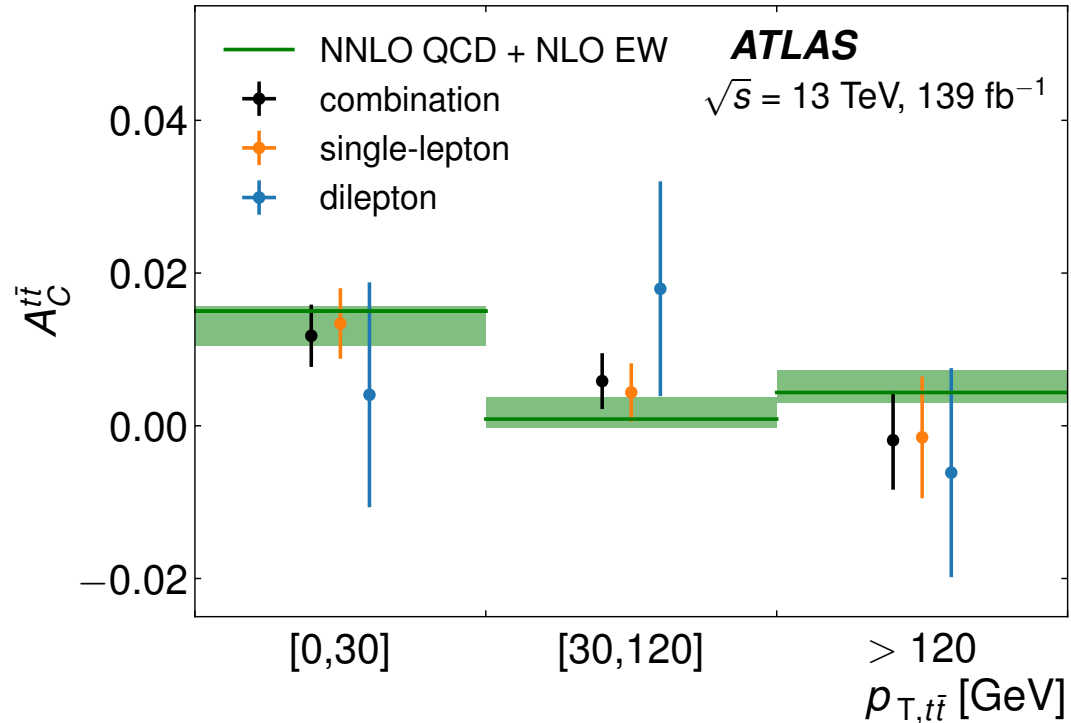 NNLO QCD + NLO EW
combination
single-lepton
dilepton
ATLAS
√s = 13 TeV, 139 fb⁻¹
0.04
0.02
0.00
−0.02
A_C^{tt̄}
[0,30]
[30,120]
> 120
p_{T,tt̄} [GeV]